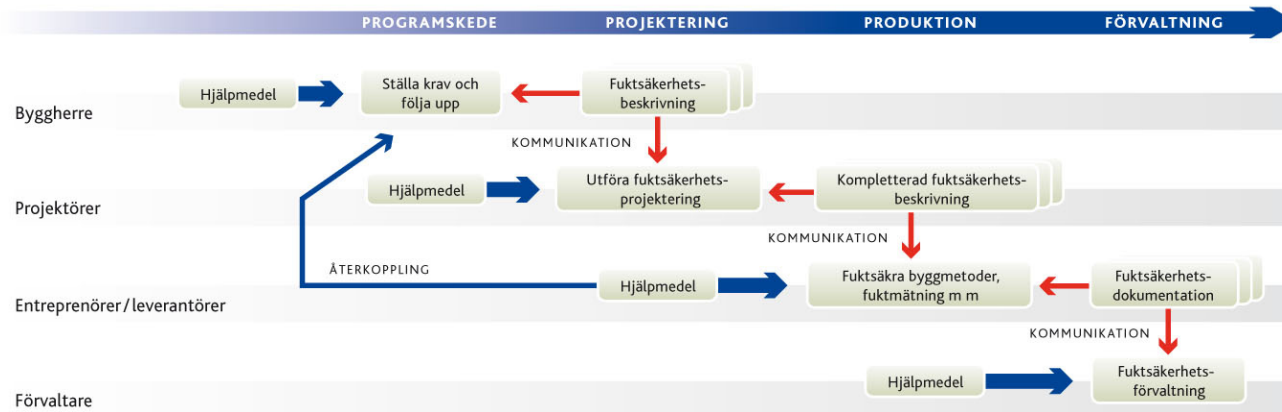 PROGRAMSKEDE PROJEKTERING PRODUKTION FÖRVALTNING
Byggherre
Hjälpmedel
Ställa krav och
följa upp
Fuktsäkerhets-
beskrivning
KOMMUNIKATION
Projektörer
Hjälpmedel
Utföra fuktsäkerhets-
projektering
Kompletterad fuktsäkerhets-
beskrivning
KOMMUNIKATION
ÅTERKOPPLING
Entreprenörer/leverantörer
Hjälpmedel
Fuktsäkra byggmetoder,
fuktmätning m m
Fuktsäkerhets-
dokumentation
KOMMUNIKATION
Förvaltare
Hjälpmedel
Fuktsäkerhets-
förvaltning